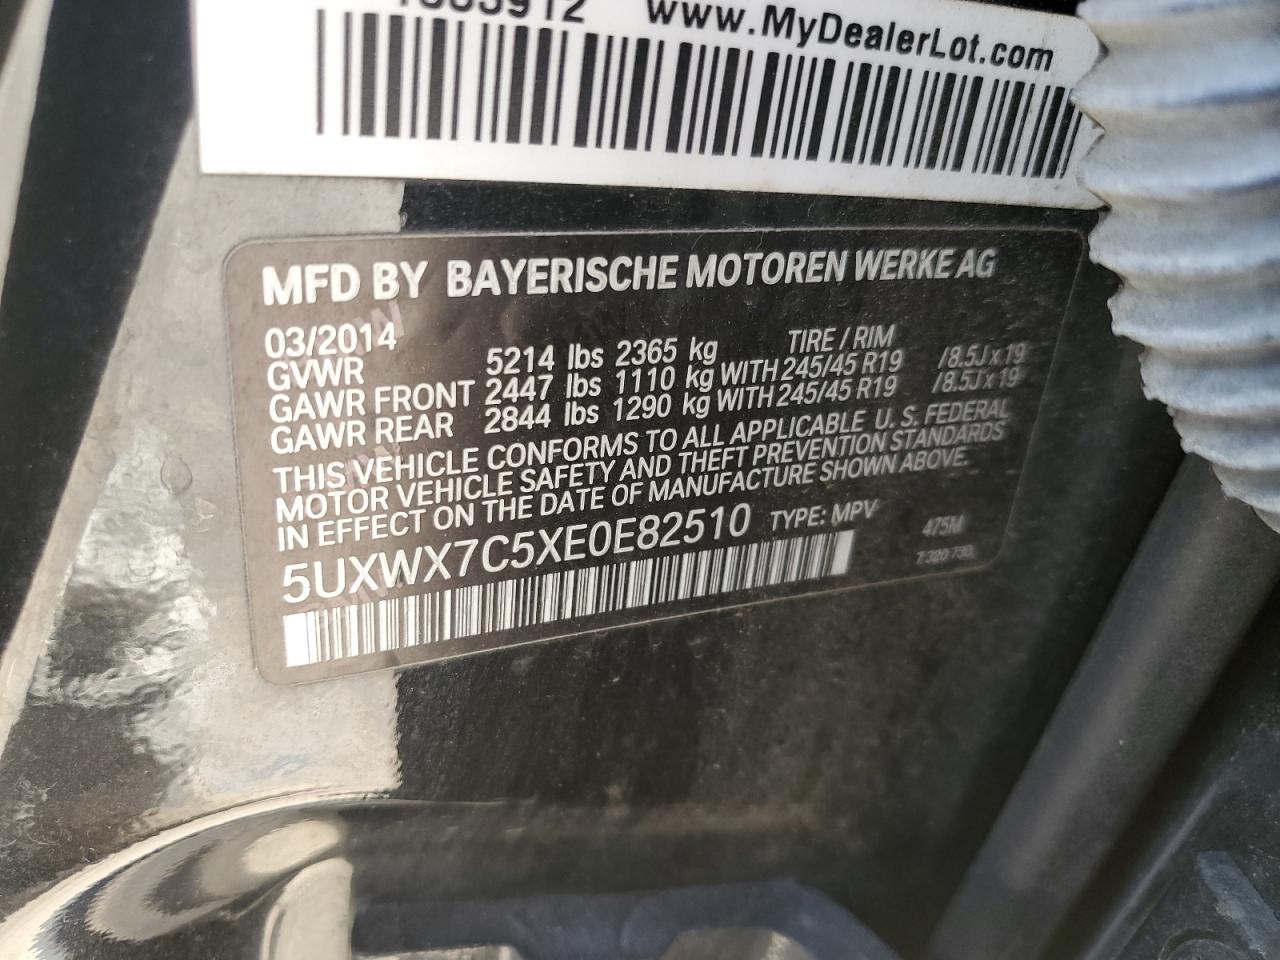 www.MyDealerLot.com
MFD BY BAYERISCHE MOTOREN WERKE AG
03/2014 TIRE / RIM
GVWR 5214 lbs 2365 kg
GAWR FRONT 2447 lbs 1110 kg WITH 245/45 R19 /8.5J x 19
GAWR REAR 2844 lbs 1290 kg WITH 245/45 R19 /8.5J x 19
THIS VEHICLE CONFORMS TO ALL APPLICABLE U. S. FEDERAL
MOTOR VEHICLE SAFETY AND THEFT PREVENTION STANDARDS
IN EFFECT ON THE DATE OF MANUFACTURE SHOWN ABOVE.
5UXWX7C5XE0E82510 TYPE: MPV 475M
7.320 730